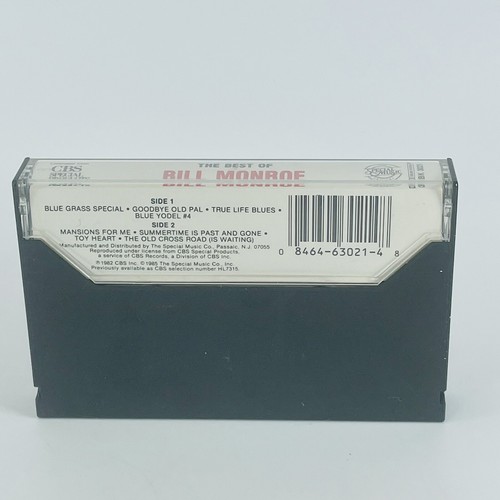 CBS
SPECIAL
THE BEST OF
BILL MONROE
SIDE 1
BLUE GRASS SPECIAL • GOODBYE OLD PAL • TRUE LIFE BLUES •
BLUE YODEL #4
SIDE 2
MANSIONS FOR ME • SUMMERTIME IS PAST AND GONE •
TOY HEART • THE OLD CROSS ROAD (IS WAITING)
Manufactured and Distributed by The Special Music Co., Passaic, N.J. 07055
Reproduced under license from CBS Special Products
a service of CBS Records, a Division of CBS Inc.
℗1982 CBS Inc. ©1985 The Special Music Co., Inc.
Previously available as CBS selection number HL7315.
0 8464-63021-4 8